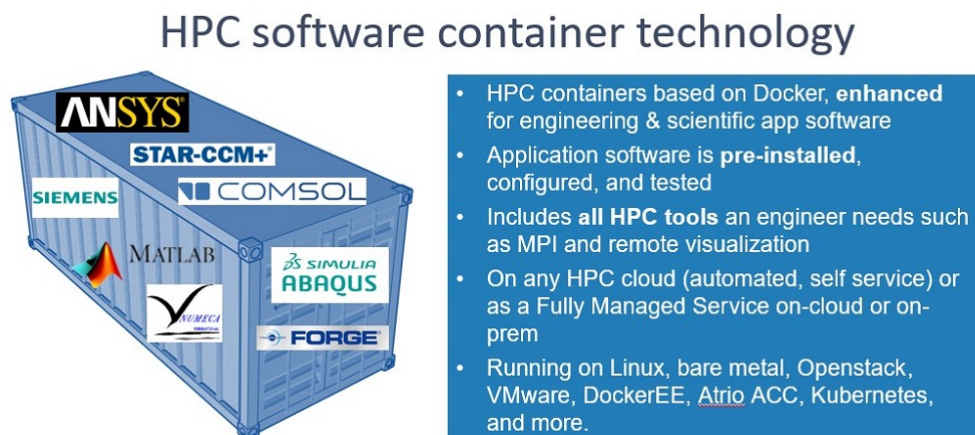 HPC software container technology
ANSYS
STAR-CCM+
SIEMENS
COMSOL
MATLAB
NUMECA
SIMULIA
ABAQUS
FORGE
• HPC containers based on Docker, enhanced
for engineering & scientific app software
• Application software is pre-installed,
configured, and tested
• Includes all HPC tools an engineer needs such
as MPI and remote visualization
• On any HPC cloud (automated, self service) or
as a Fully Managed Service on-cloud or on-
prem
• Running on Linux, bare metal, Openstack,
VMware, DockerEE, Atrio ACC, Kubernetes,
and more.